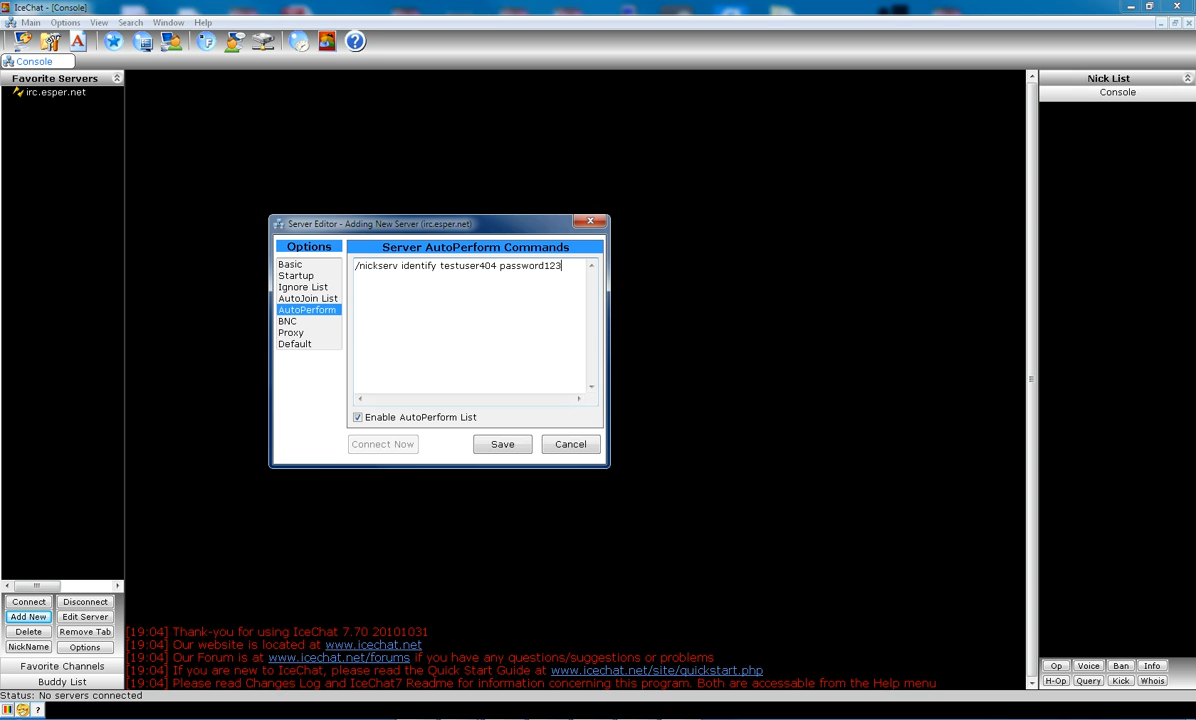 IceChat - [Console]
Main Options View Search Window Help
Console
Favorite Servers
irc.esper.net
Nick List
Console
Server Editor - Adding New Server (irc.esper.net)
Options
Basic
Startup
Ignore List
AutoJoin List
AutoPerform
BNC
Proxy
Default
Server AutoPerform Commands
/nickserv identify testuser404 password123
Enable AutoPerform List
Connect Now Save Cancel
Connect Disconnect
Add New Edit Server
Delete Remove Tab
NickName Options
Favorite Channels
Buddy List
[19:04] Thank-you for using IceChat 7.70 20101031
[19:04] Our website is located at www.icechat.net
[19:04] Our Forum is at www.icechat.net/forums if you have any questions/suggestions or problems
[19:04] If you are new to IceChat, please read the Quick Start Guide at www.icechat.net/site/quickstart.php
[19:04] Please read Changes Log and IceChat7 Readme for information concerning this program. Both are accessable from the Help menu
Op Voice Ban Info
H-Op Query Kick Whois
Status: No servers connected